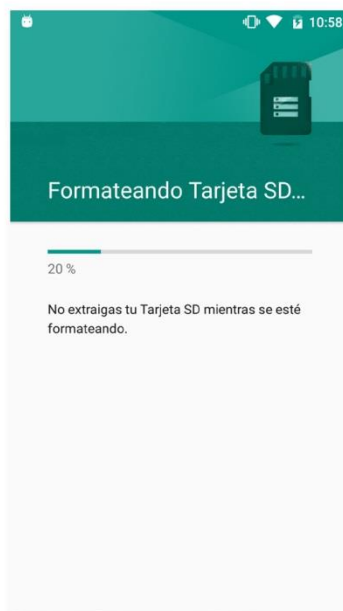 10:58
Formateando Tarjeta SD...
20 %
No extraigas tu Tarjeta SD mientras se esté
formateando.